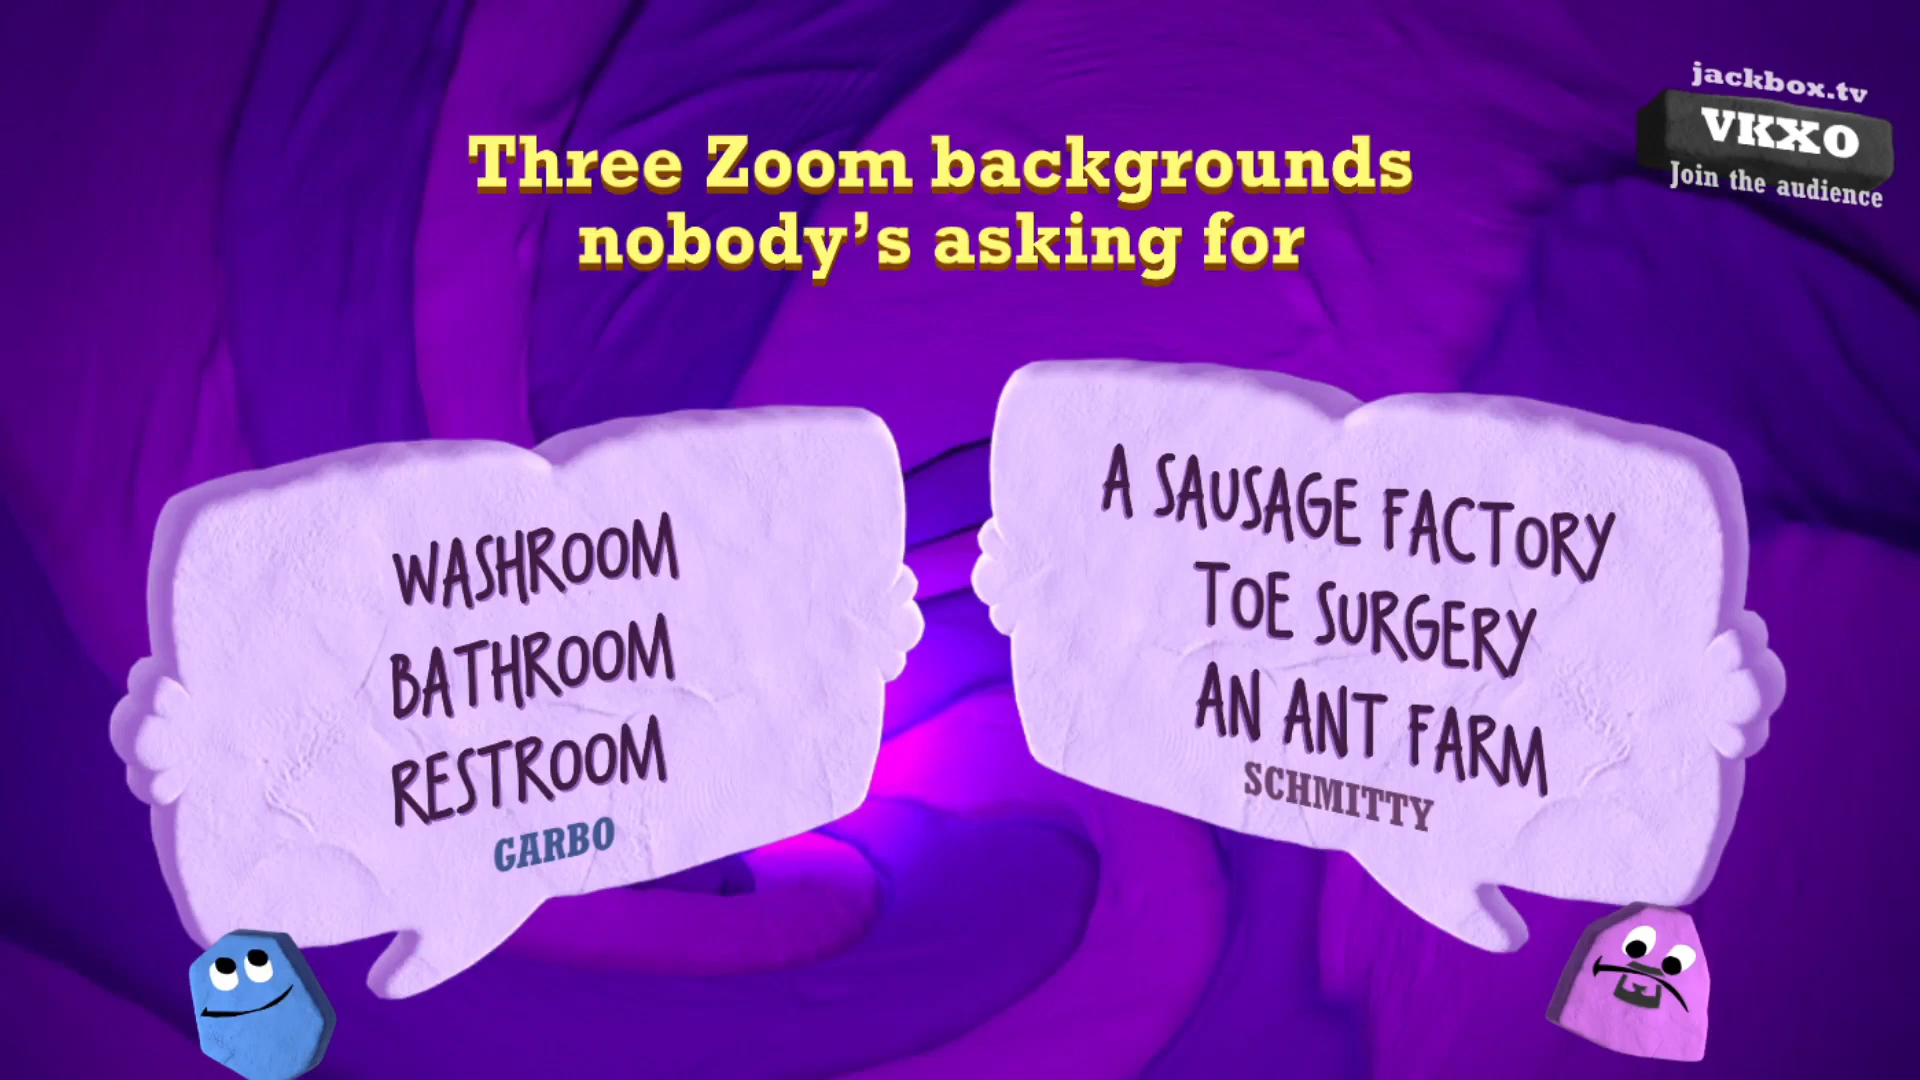 jackbox.tv
VKXO
Join the audience
Three Zoom backgrounds
nobody's asking for
WASHROOM
BATHROOM
RESTROOM
GARBO
A SAUSAGE FACTORY
TOE SURGERY
AN ANT FARM
SCHMITTY